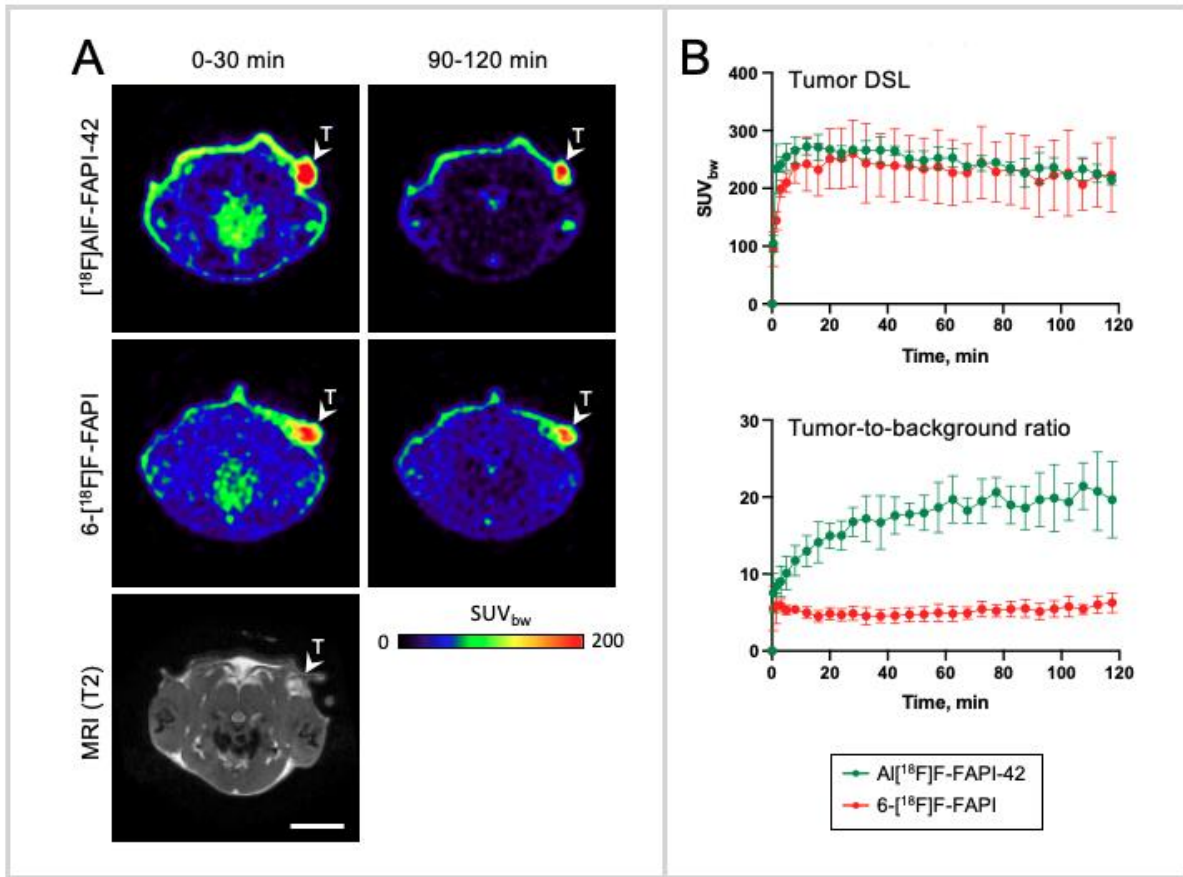 A
0-30 min
90-120 min
[¹⁸F]AlF-FAPI-42
T
T
6-[¹⁸F]F-FAPI
T
T
MRI (T2)
T
SUVbw
0
200
B
Tumor DSL
SUVbw
400
300
200
100
0
0 20 40 60 80 100 120
Time, min
Tumor-to-background ratio
30
20
10
0
0 20 40 60 80 100 120
Time, min
Al[¹⁸F]F-FAPI-42
6-[¹⁸F]F-FAPI